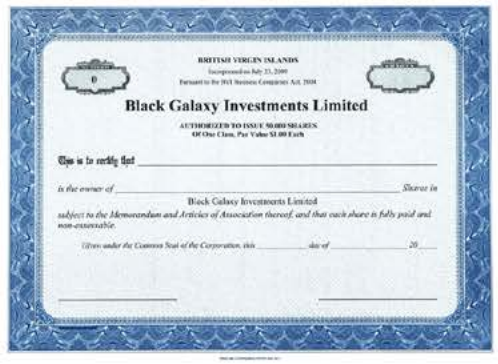 BRITISH VIRGIN ISLANDS
Incorporated on July 23, 2009
Pursuant to the BVI Business Companies Act, 2004
0
Black Galaxy Investments Limited
AUTHORIZED TO ISSUE 50,000 SHARES
Of One Class, Par Value $1.00 Each
This is to certify that
is the owner of Shares in
Black Galaxy Investments Limited
subject to the Memorandum and Articles of Association thereof, and that each share is fully paid and
non-assessable.
Given under the Common Seal of the Corporation, this day of 20